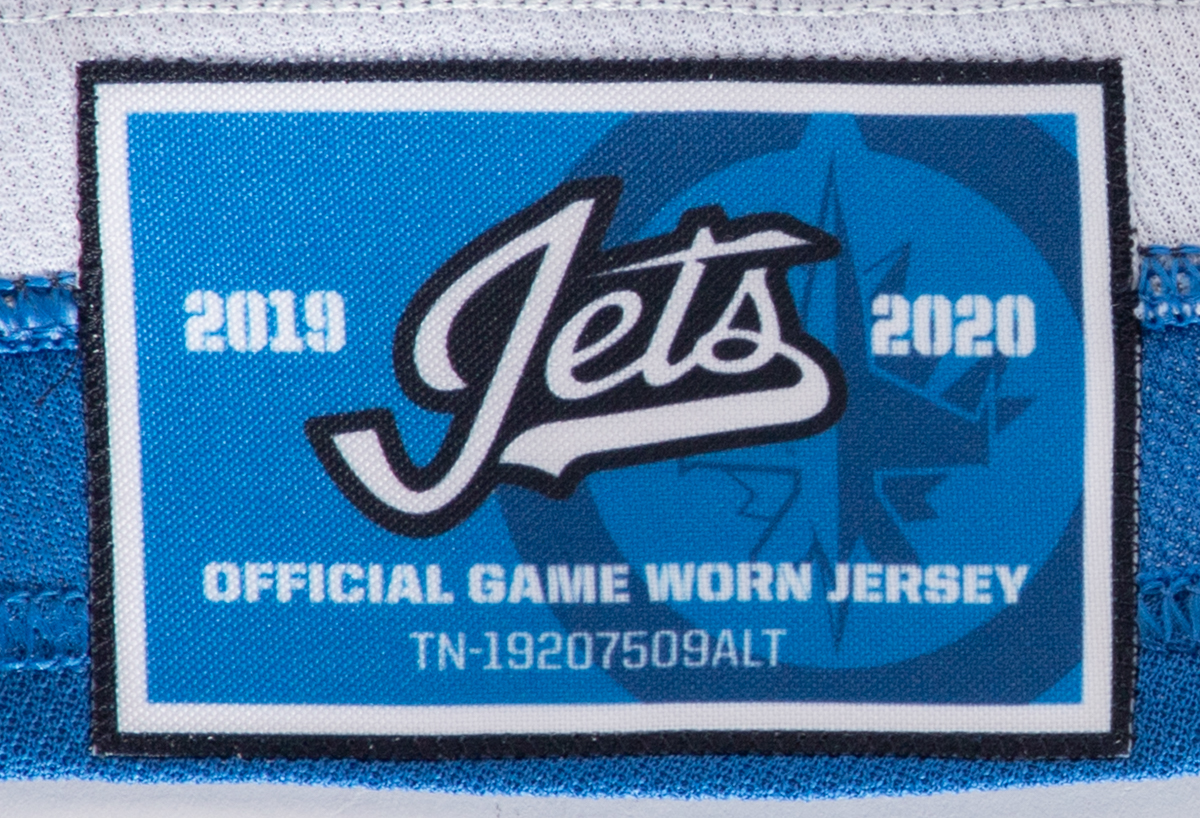 Jets
2019 2020
OFFICIAL GAME WORN JERSEY
TN-19207509ALT